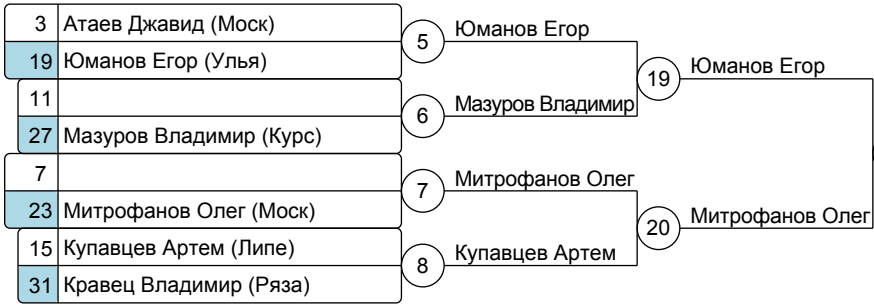 3 Атаев Джавид (Моск)
19 Юманов Егор (Улья)
5 Юманов Егор
11
27 Мазуров Владимир (Курс)
6 Мазуров Владимир
19 Юманов Егор
7
23 Митрофанов Олег (Моск)
7 Митрофанов Олег
15 Купавцев Артем (Липе)
31 Кравец Владимир (Ряза)
8 Купавцев Артем
20 Митрофанов Олег